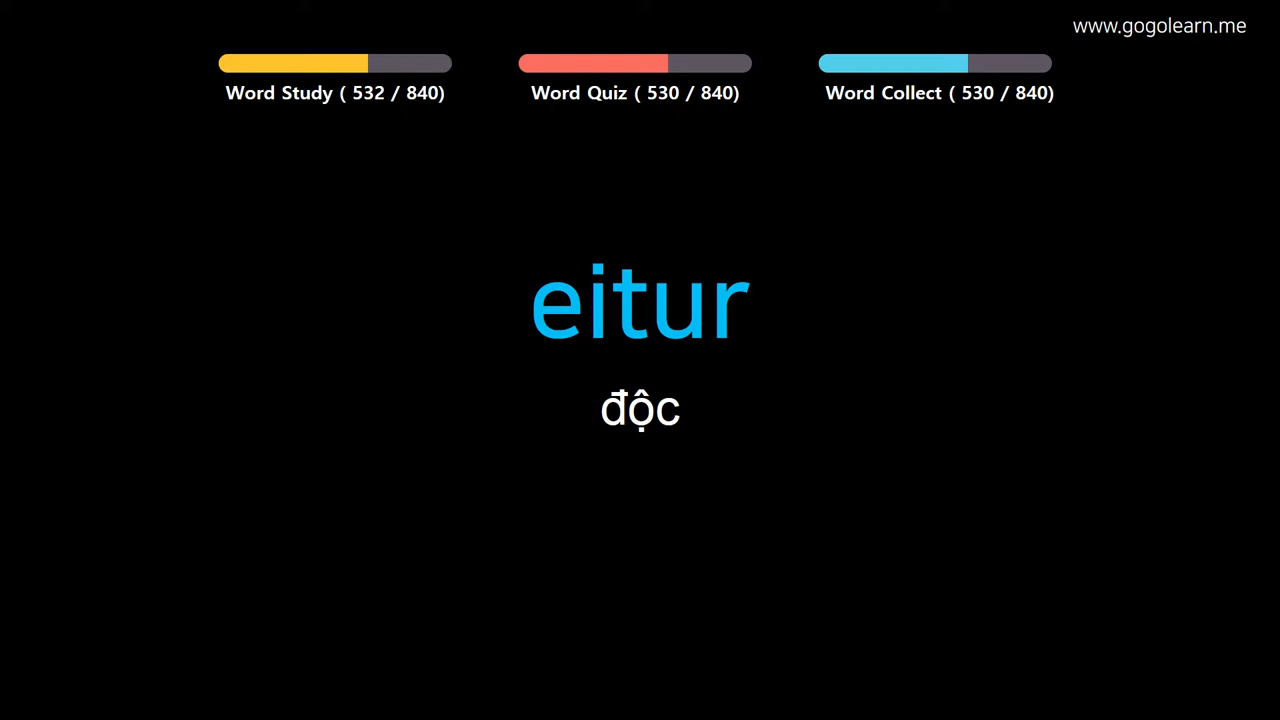 www.gogolearn.me
Word Study ( 532 / 840)
Word Quiz ( 530 / 840)
Word Collect ( 530 / 840)
eitur
độc